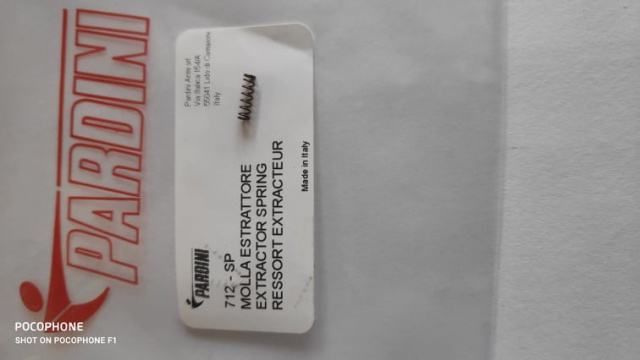 PARDINI
Pardini Armi srl
Via Italica 154/A
55041 Lido di Camaiore
Italy
PARDINI
712 - SP
MOLLA ESTRATTORE
EXTRACTOR SPRING
RESSORT EXTRACTEUR
Made in Italy
POCOPHONE
SHOT ON POCOPHONE F1